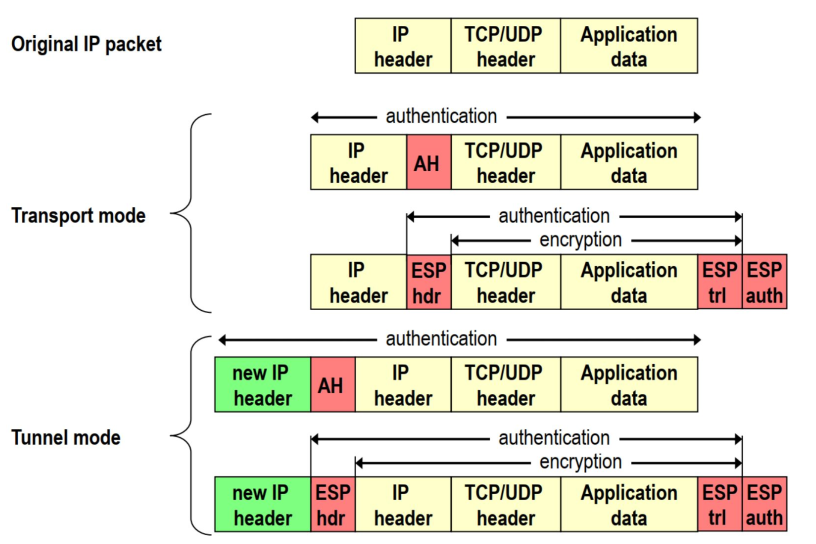 Original IP packet
IP header
TCP/UDP header
Application data
Transport mode
authentication
IP header
AH
TCP/UDP header
Application data
authentication
encryption
IP header
ESP hdr
TCP/UDP header
Application data
ESP trl
ESP auth
Tunnel mode
authentication
new IP header
AH
IP header
TCP/UDP header
Application data
authentication
encryption
new IP header
ESP hdr
IP header
TCP/UDP header
Application data
ESP trl
ESP auth